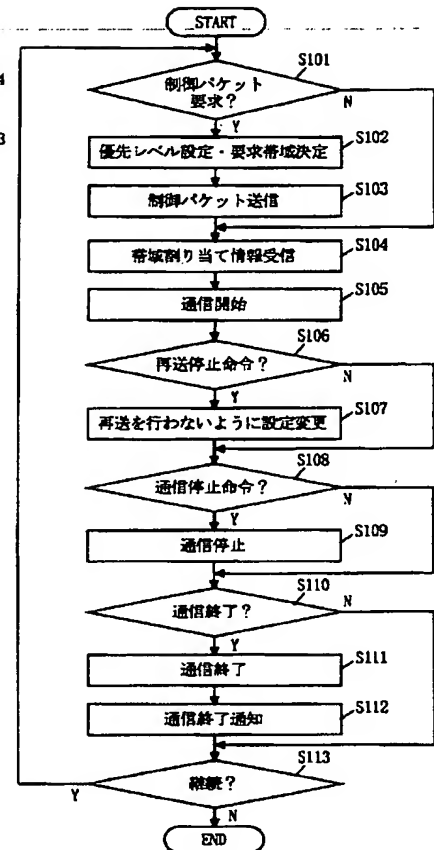 START
4
3
制御パケット
要求?
S101
N
Y
優先レベル設定・要求帯域決定
S102
制御パケット送信
S103
帯域割り当て情報受信
S104
通信開始
S105
再送停止命令?
S106
N
Y
再送を行わないように設定変更
S107
通信停止命令?
S108
N
Y
通信停止
S109
通信終了?
S110
N
Y
通信終了
S111
通信終了通知
S112
継続?
S113
Y
N
END